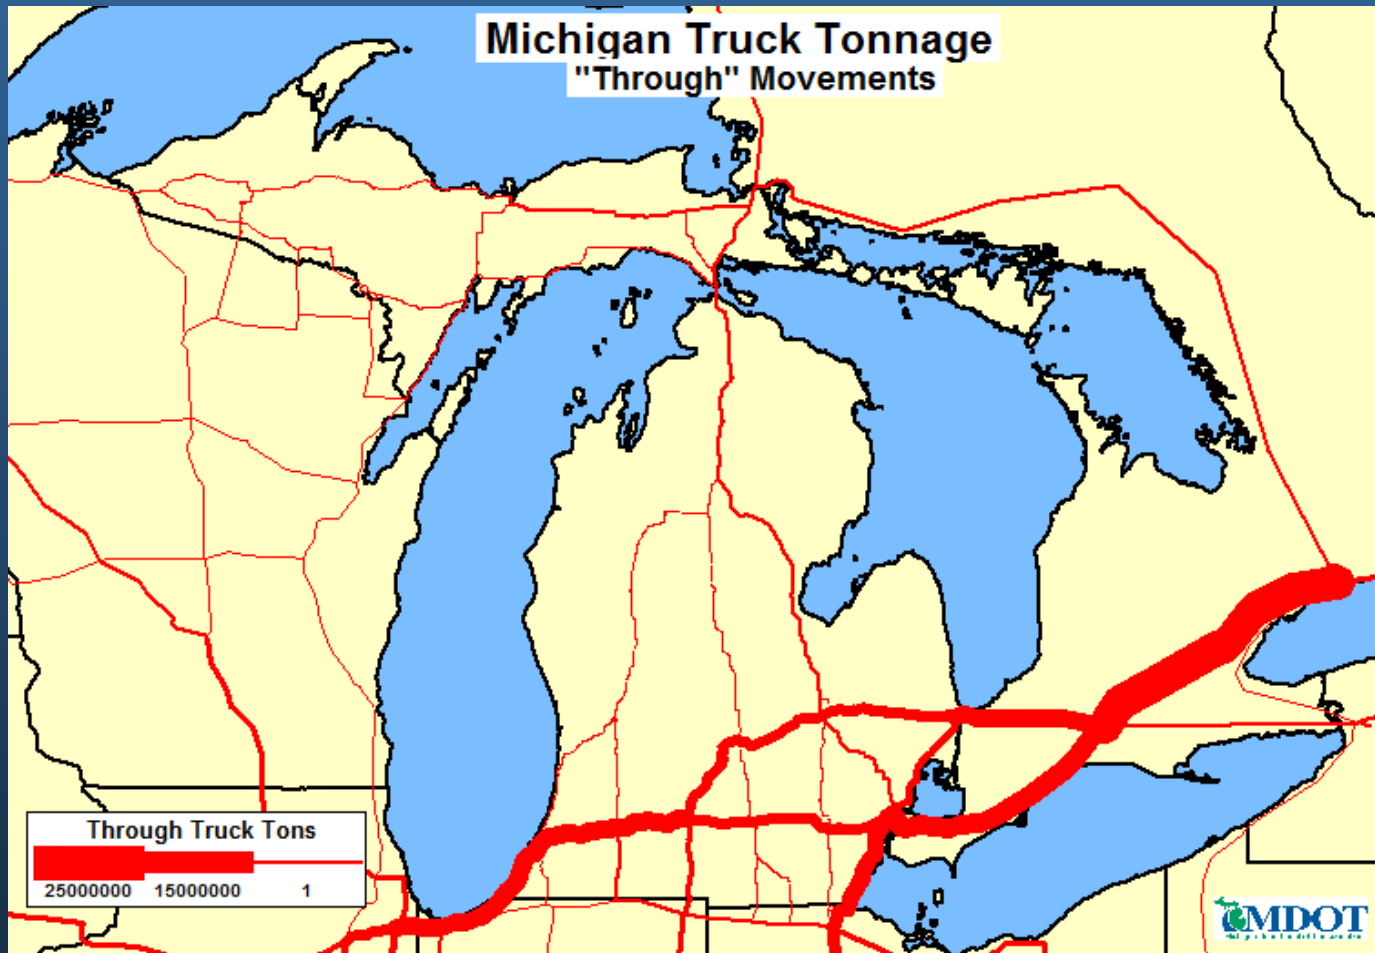 Michigan Truck Tonnage
"Through" Movements
Through Truck Tons
25000000 15000000 1
MDOT